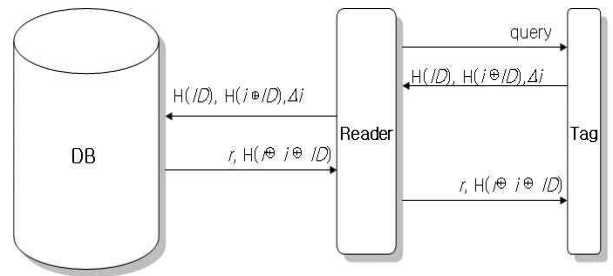 query
H(ID), H(i⊕ID),Δi
H(ID), H(i⊕ID),Δi
Reader
Tag
DB
r, H(r⊕ i ⊕ ID)
r, H(r⊕ i ⊕ ID)